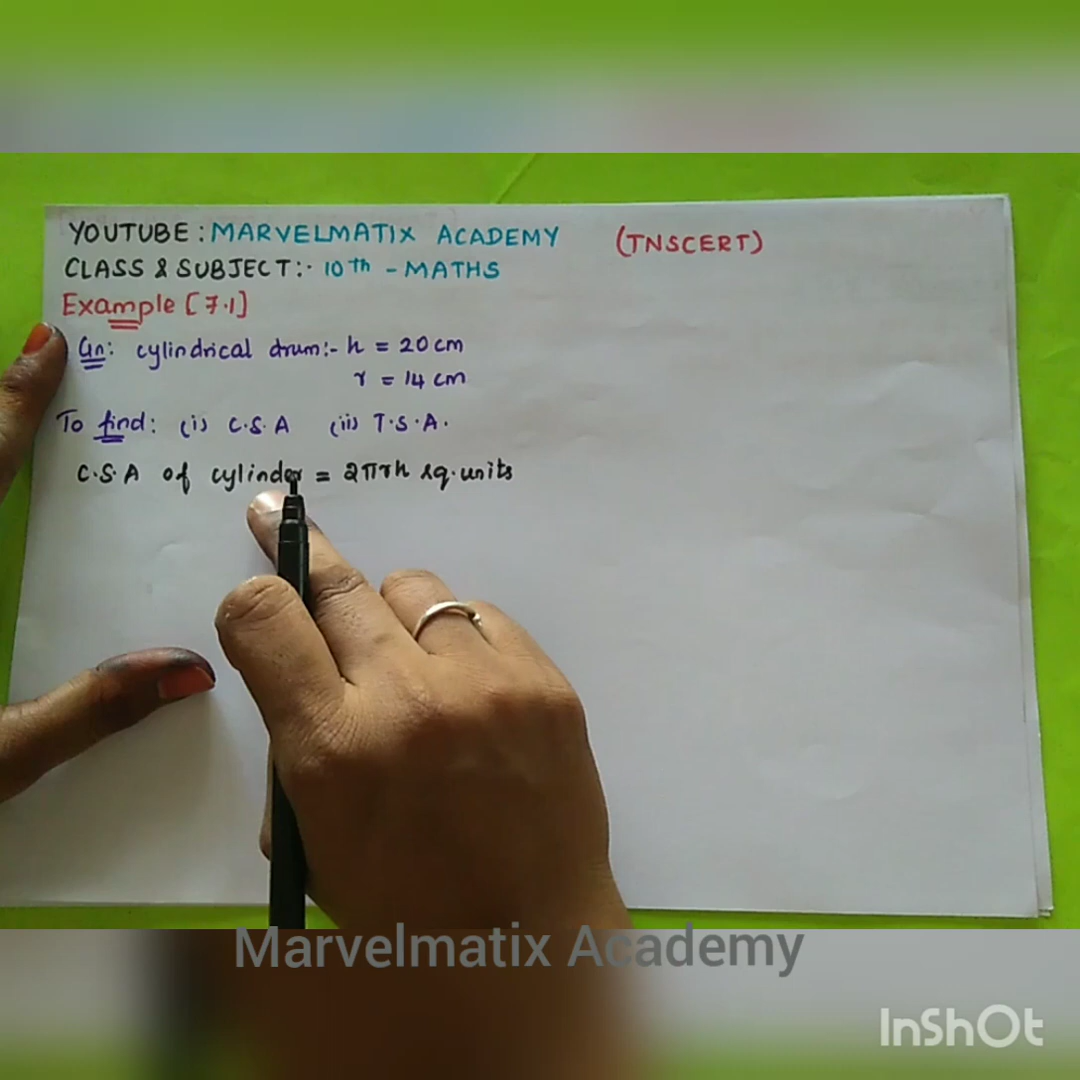 YOUTUBE : MARVELMATIX ACADEMY (TNSCERT)
CLASS & SUBJECT :- 10th - MATHS
Example [7.1]
Gn: cylindrical drum:- h = 20 cm
r = 14 cm
To find: (i) C.S.A (ii) T.S.A.
C.S.A of cylinder = 2πrh sq.units
Marvelmatix Academy
InShOt